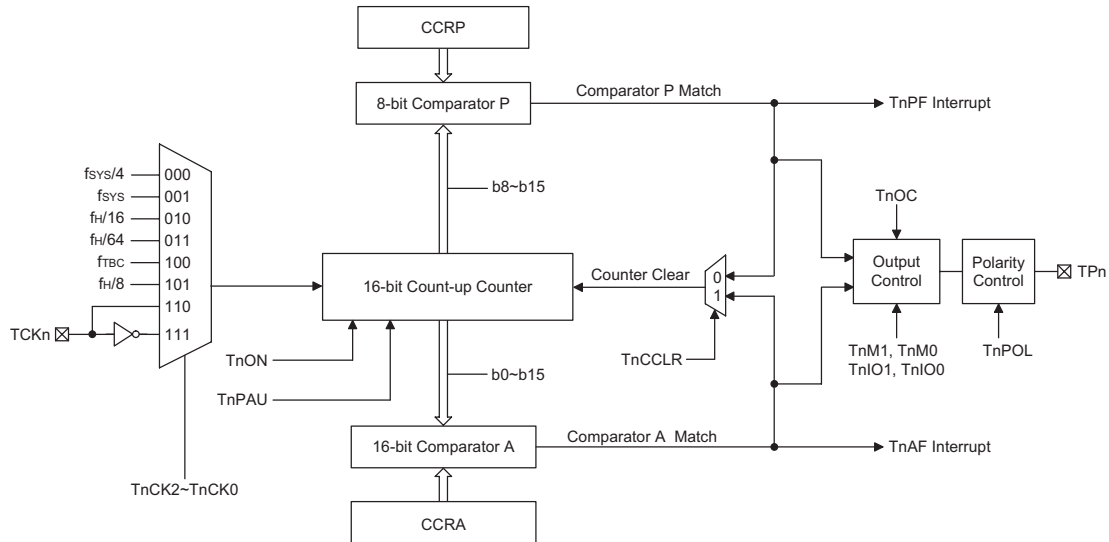 CCRP
8-bit Comparator P
Comparator P Match
TnPF Interrupt
fSYS/4
000
fSYS
001
fH/16
010
fH/64
011
fTBC
100
fH/8
101
110
TCKn
111
b8~b15
TnOC
16-bit Count-up Counter
Counter Clear
0
1
Output
Control
Polarity
Control
TPn
TnON
TnCCLR
TnM1, TnM0
TnIO1, TnIO0
TnPOL
TnPAU
b0~b15
16-bit Comparator A
Comparator A Match
TnAF Interrupt
TnCK2~TnCK0
CCRA